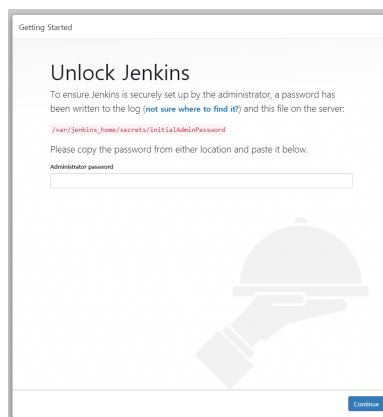 Getting Started
Unlock Jenkins
To ensure Jenkins is securely set up by the administrator, a password has
been written to the log (not sure where to find it?) and this file on the server:
/var/jenkins_home/secrets/initialAdminPassword
Please copy the password from either location and paste it below.
Administrator password
Continue